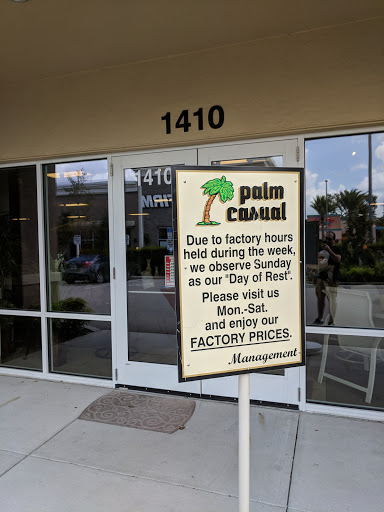 1410
1410
palm
casual
Due to factory hours
held during the week,
we observe Sunday
as our "Day of Rest".
Please visit us
Mon.-Sat.
and enjoy our
FACTORY PRICES.
Management